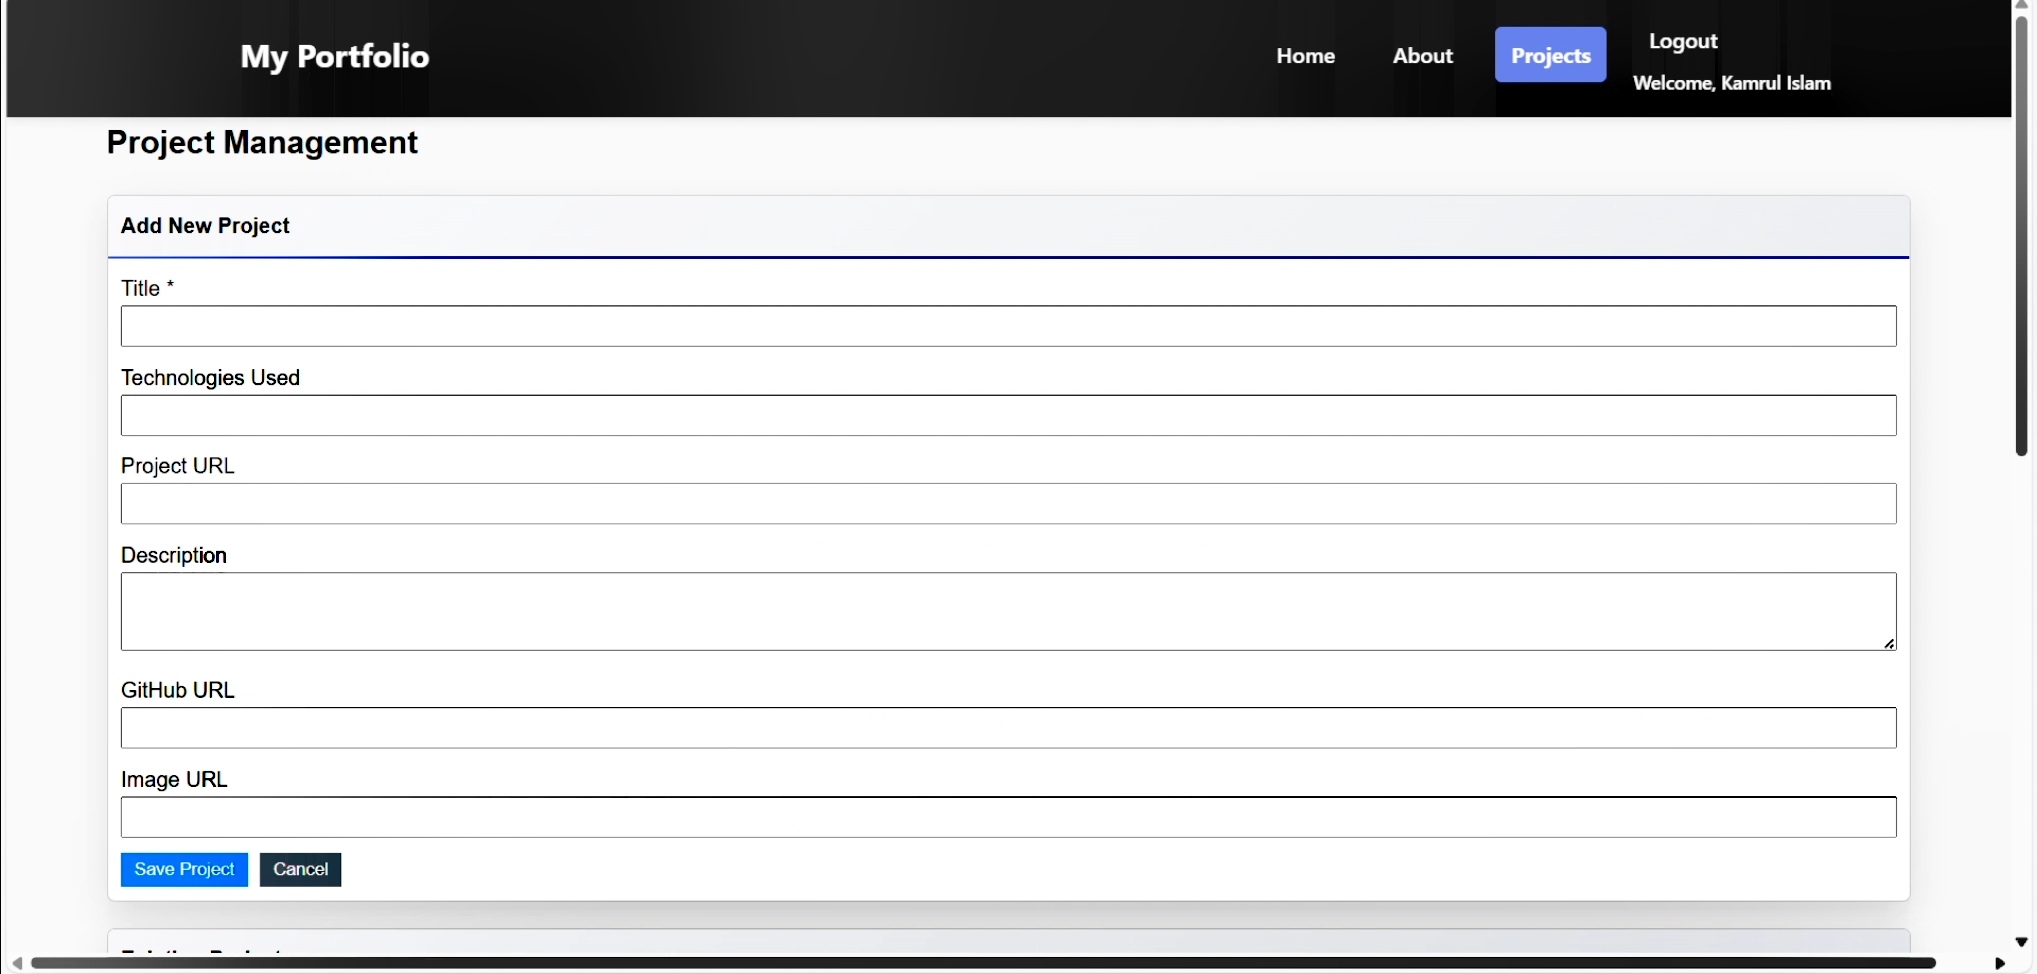 My Portfolio
Home
About
Projects
Logout
Welcome, Kamrul Islam
Project Management
Add New Project
Title *
Technologies Used
Project URL
Description
GitHub URL
Image URL
Save Project
Cancel